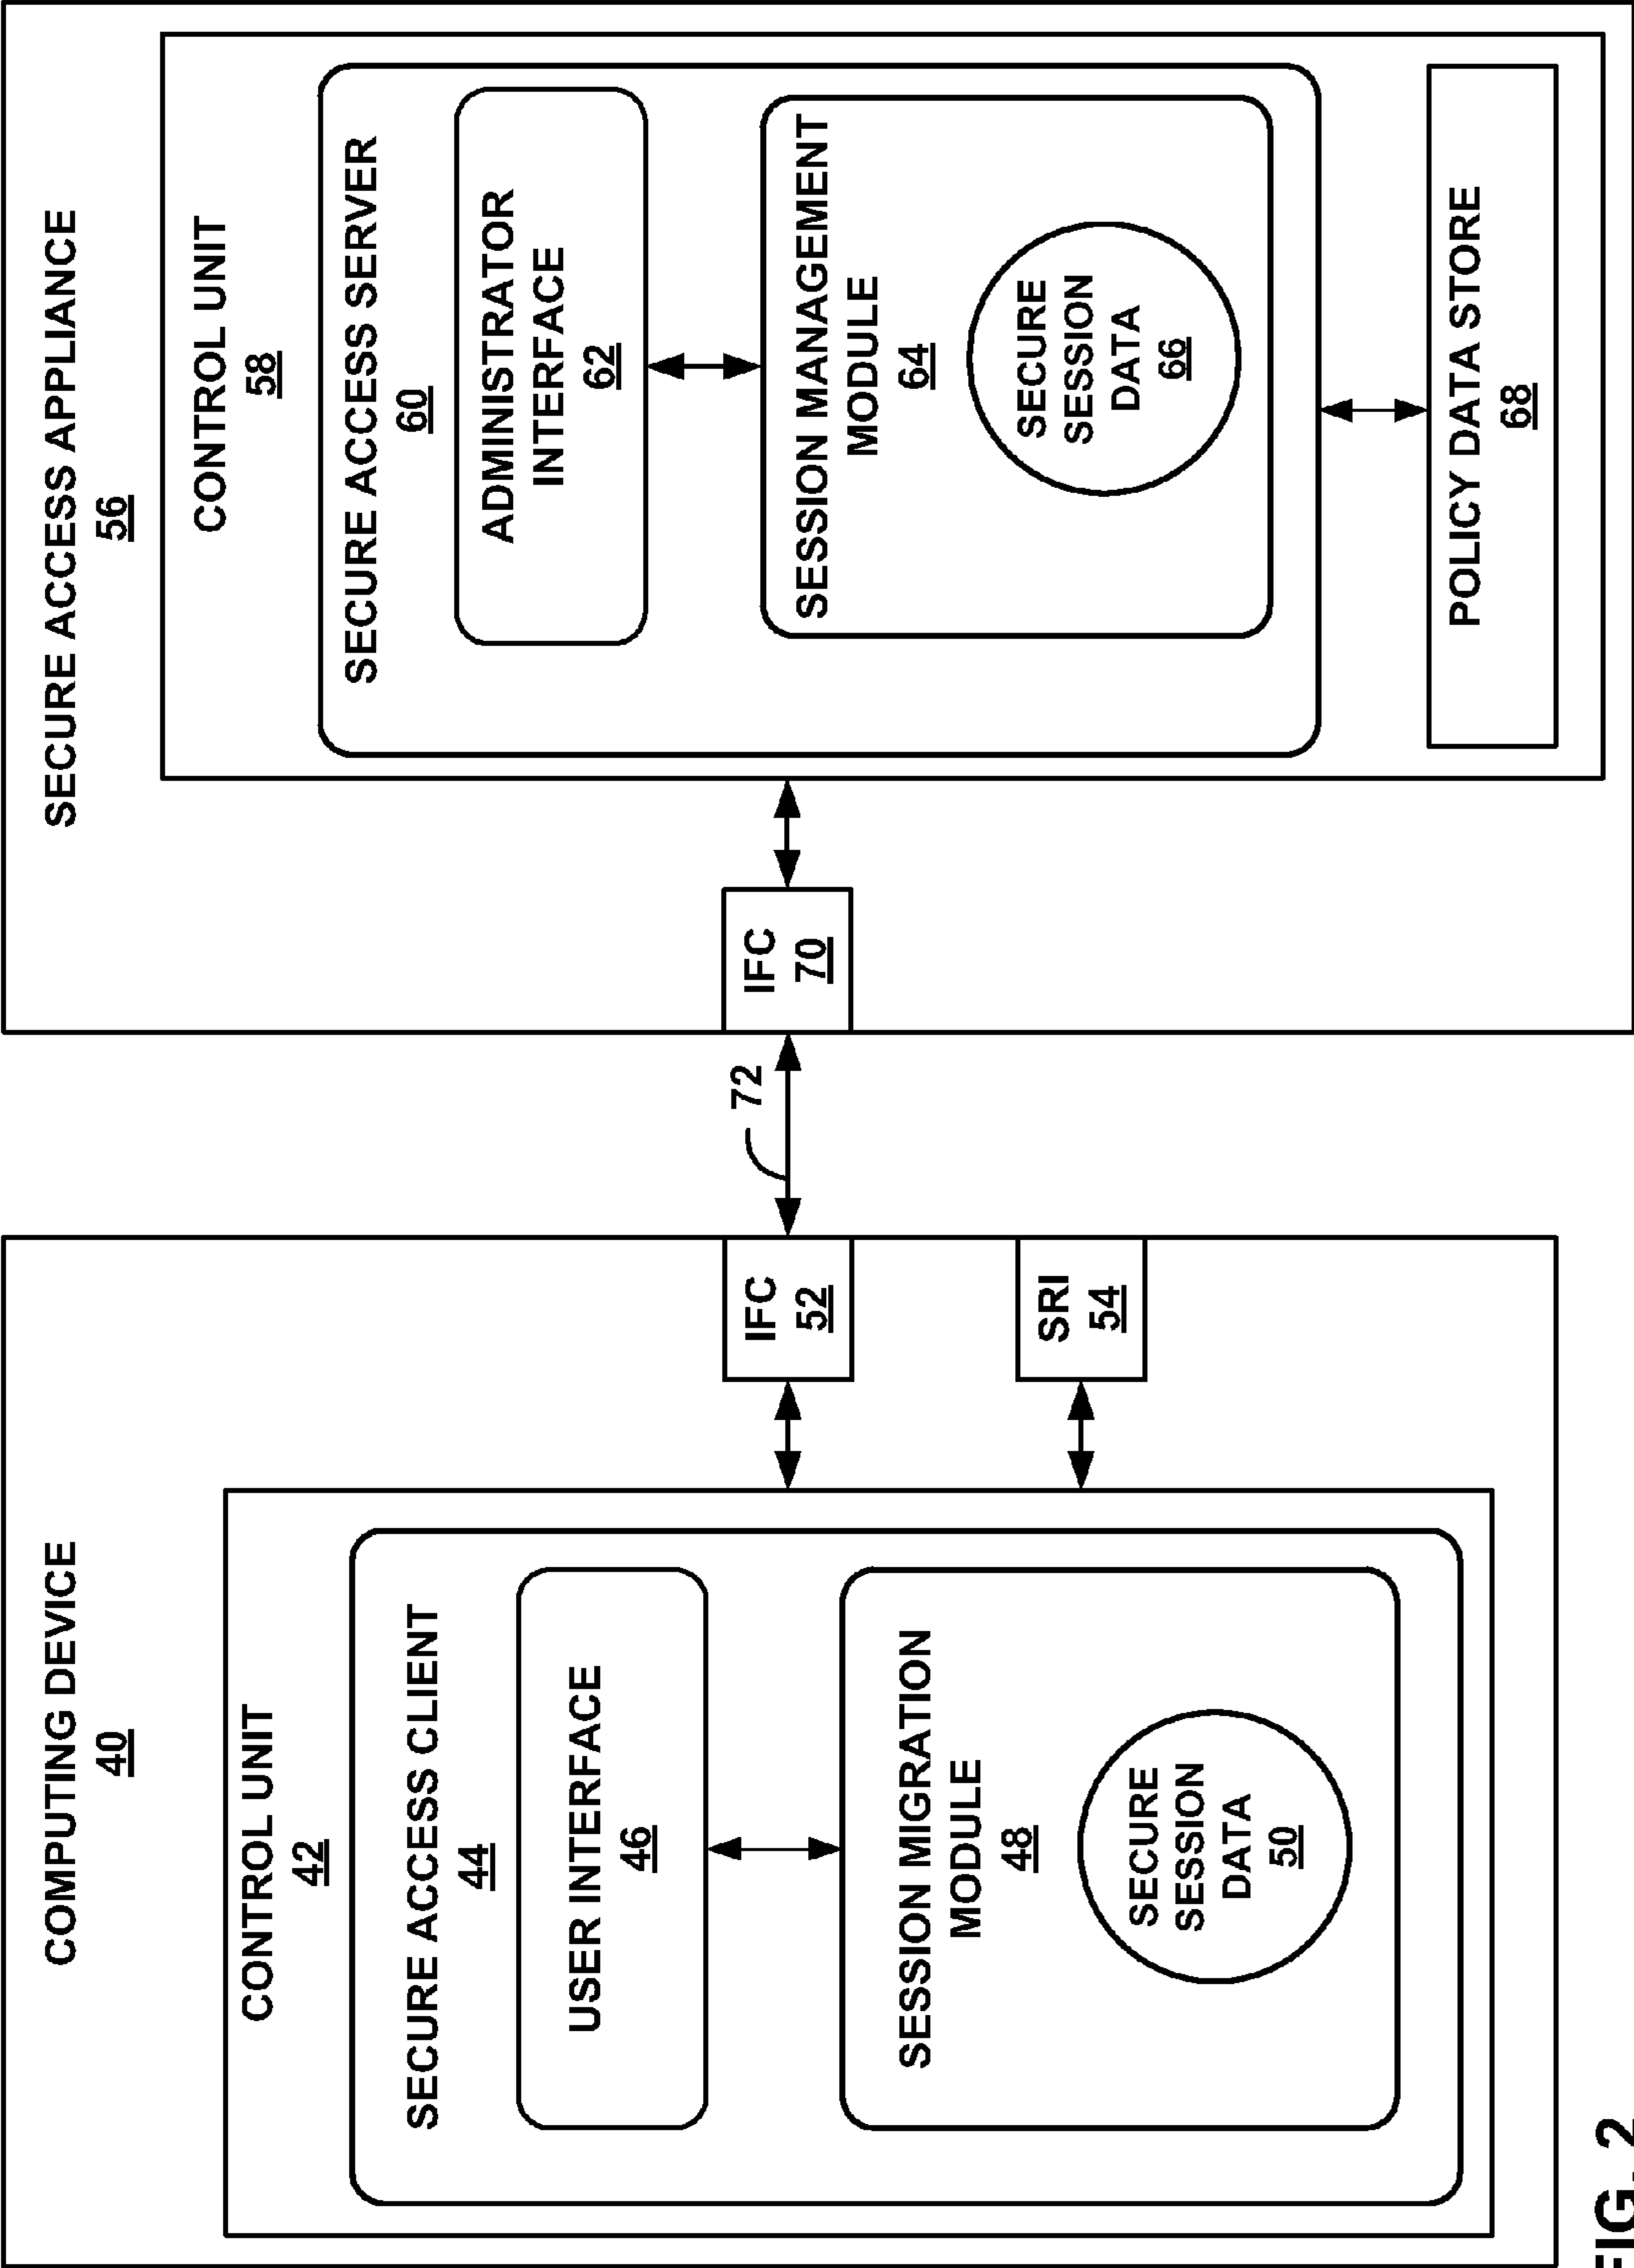 COMPUTING DEVICE
40
CONTROL UNIT
42
SECURE ACCESS CLIENT
44
USER INTERFACE
46
SESSION MIGRATION
MODULE
48
SECURE
SESSION
DATA
50
IFC
52
SRI
54
72
SECURE ACCESS APPLIANCE
56
CONTROL UNIT
58
SECURE ACCESS SERVER
60
ADMINISTRATOR
INTERFACE
62
SESSION MANAGEMENT
MODULE
64
SECURE
SESSION
DATA
66
POLICY DATA STORE
68
IFC
70
FIG. 2